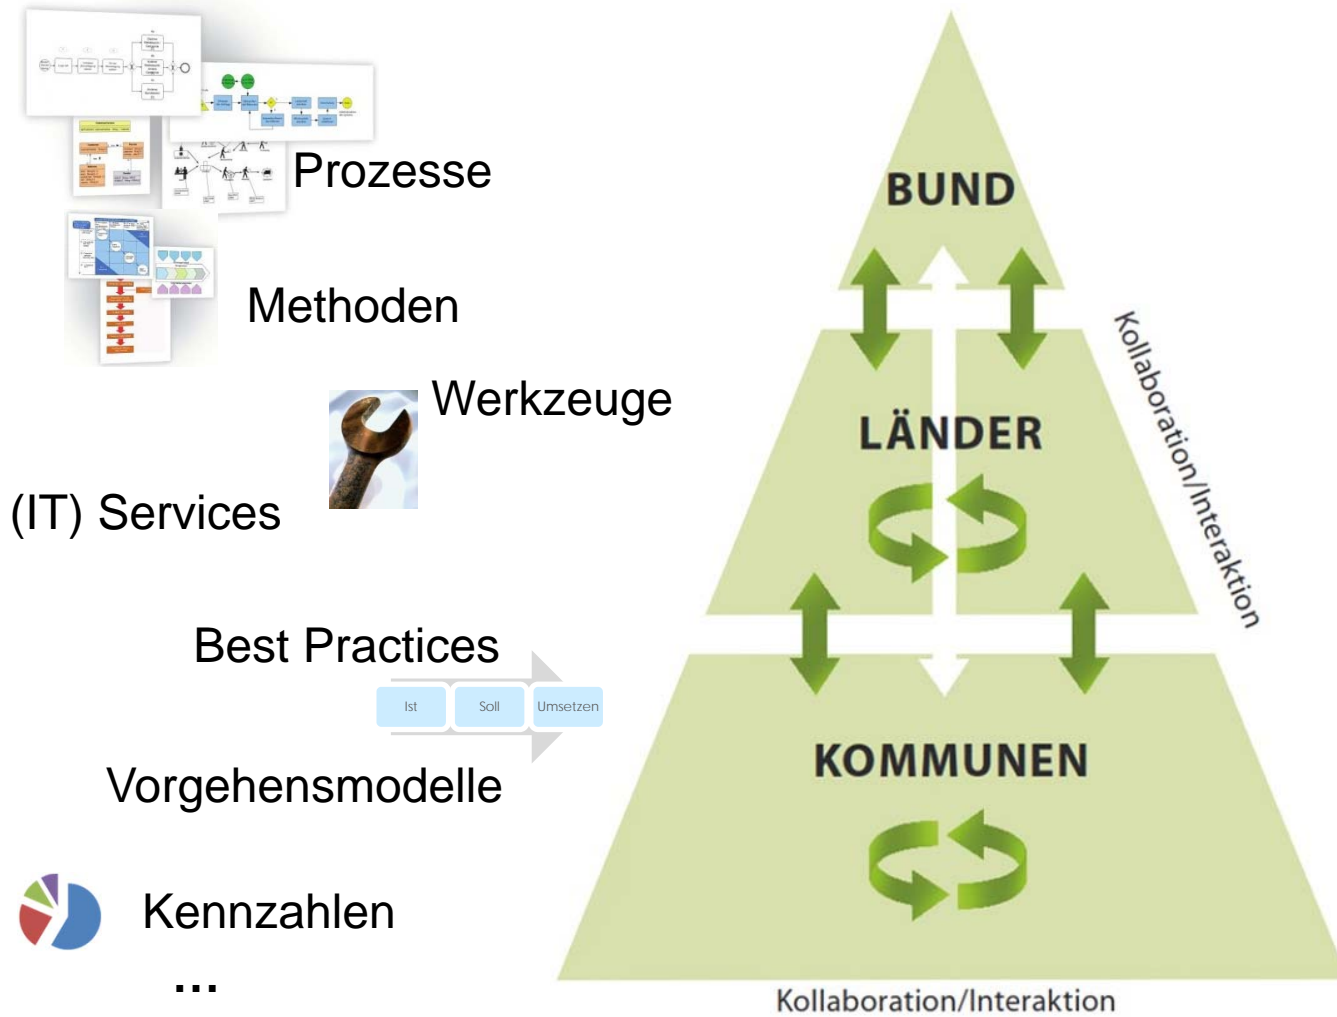 Prozesse
Methoden
Werkzeuge
(IT) Services
Best Practices
Ist
Soll
Umsetzen
Vorgehensmodelle
Kennzahlen
...
BUND
LÄNDER
KOMMUNEN
Kollaboration/Interaktion
Kollaboration/Interaktion